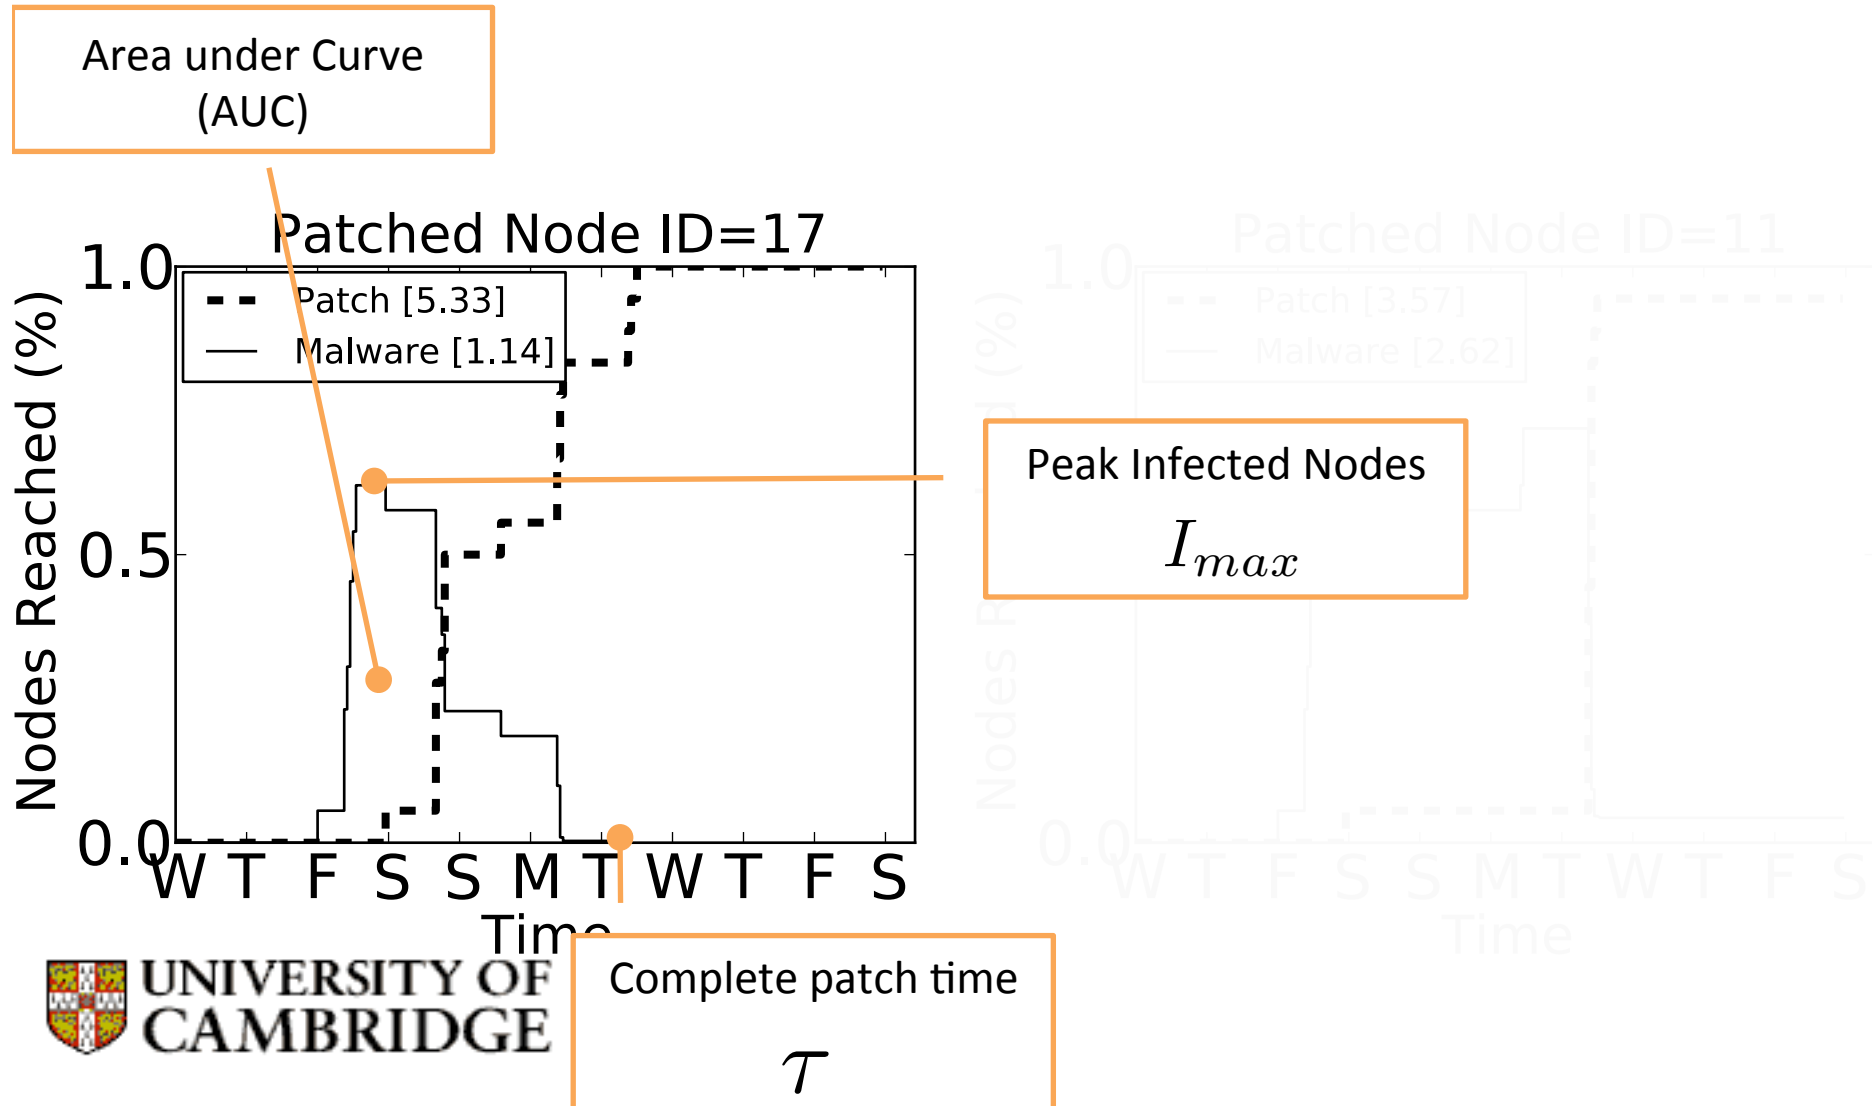 Area under Curve
(AUC)
Patched Node ID=17
1.0
Patch [5.33]
Malware [1.14]
Nodes Reached (%)
0.5
0.0
W T F S S M T W T F S
Time
Peak Infected Nodes
I_{max}
Complete patch time
τ
UNIVERSITY OF
CAMBRIDGE
Patched Node ID=11
1.0
Patch [3.57]
Malware [2.62]
0.0
W T F S S M T W T F S
Time